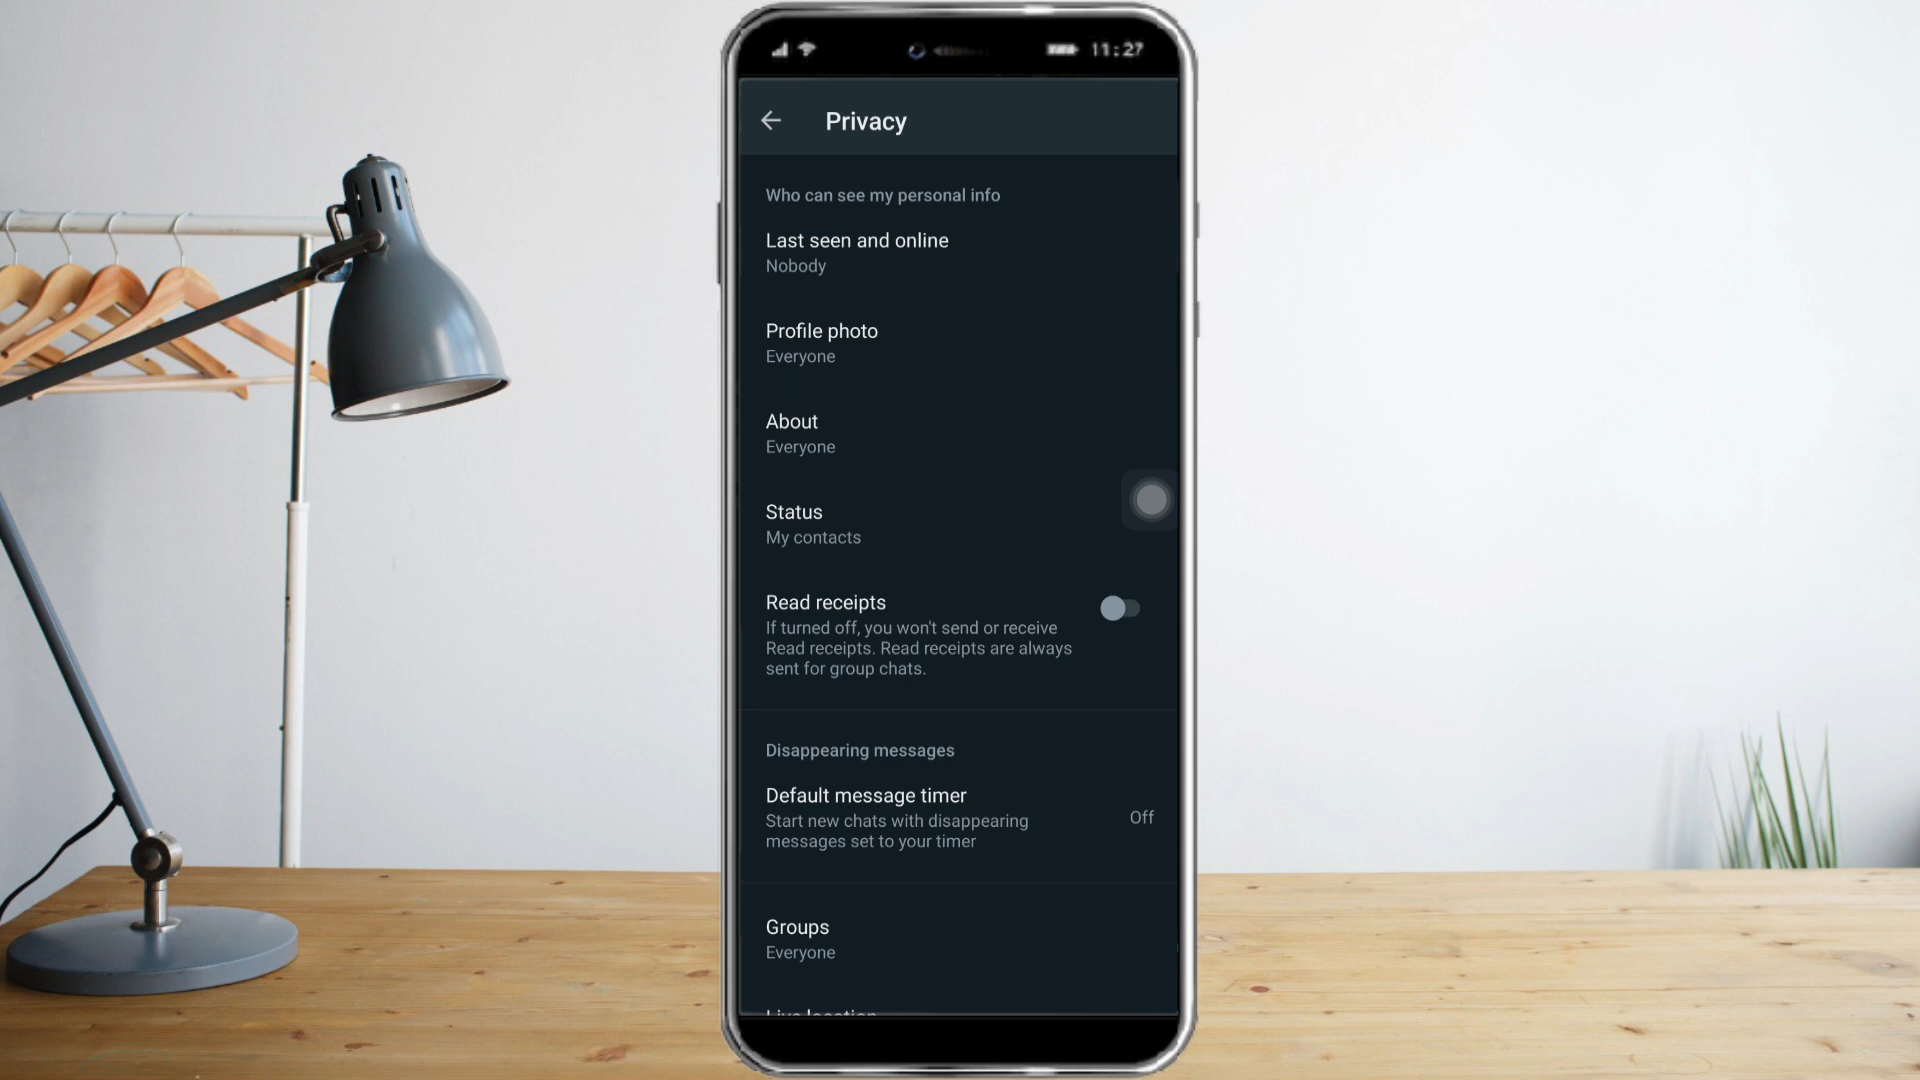 11:27
Privacy
Who can see my personal info
Last seen and online
Nobody
Profile photo
Everyone
About
Everyone
Status
My contacts
Read receipts
If turned off, you won't send or receive
Read receipts. Read receipts are always
sent for group chats.
Disappearing messages
Default message timer
Start new chats with disappearing
messages set to your timer
Off
Groups
Everyone
Live location